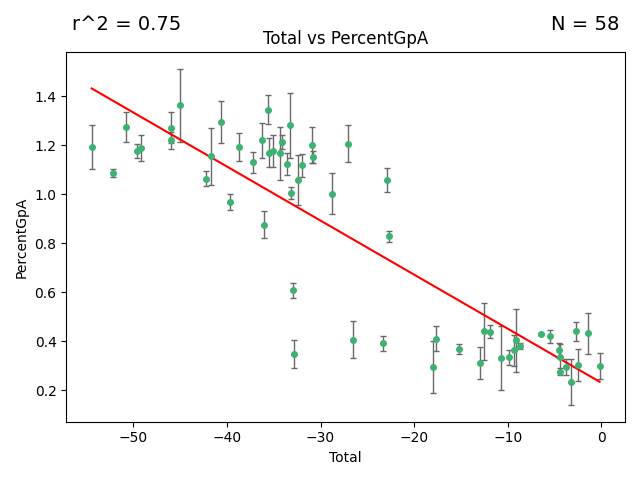 r^2 = 0.75
N = 58
Total vs PercentGpA
1.4
1.2
1.0
0.8
0.6
0.4
0.2
PercentGpA
−50
−40
−30
−20
−10
0
Total